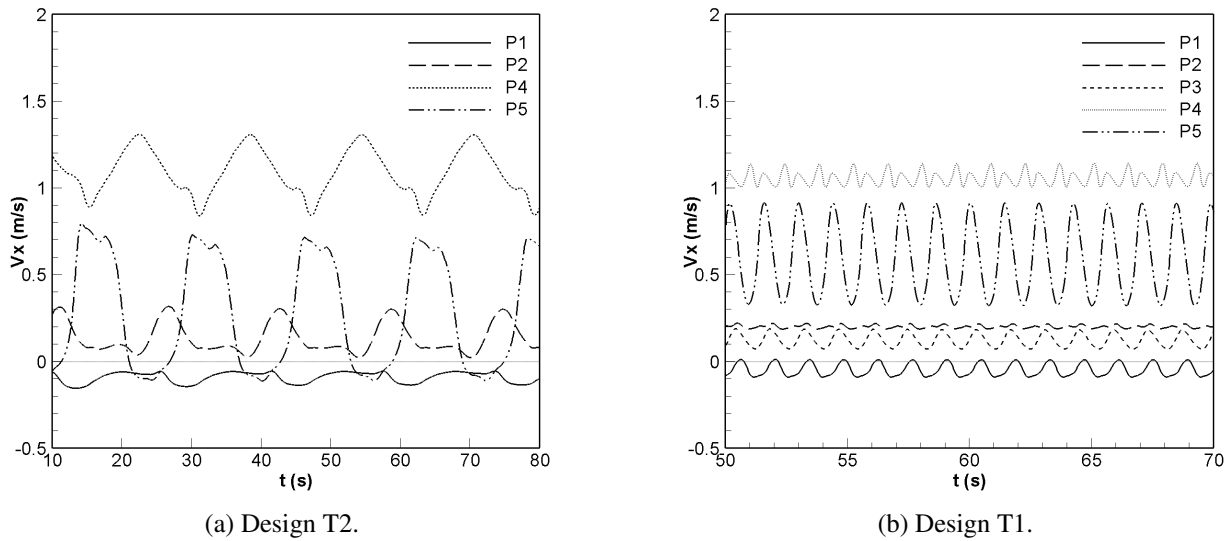 2
1.5
1
0.5
0
-0.5
Vx (m/s)
10 20 30 40 50 60 70 80
t (s)
P1
P2
P4
P5
(a) Design T2.
2
1.5
1
0.5
0
-0.5
Vx (m/s)
50 55 60 65 70
t (s)
P1
P2
P3
P4
P5
(b) Design T1.